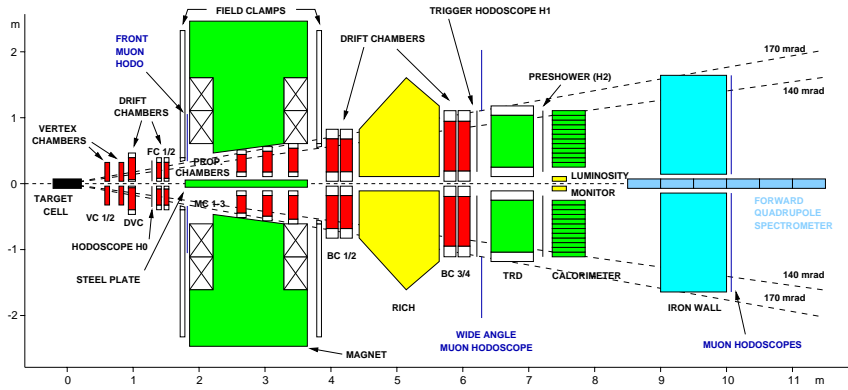 m
FIELD CLAMPS
TRIGGER HODOSCOPE H1
FRONT
MUON
HODO
DRIFT CHAMBERS
170 mrad
2
PRESHOWER (H2)
140 mrad
DRIFT
CHAMBERS
1
VERTEX
CHAMBERS
FC 1/2
PROP.
CHAMBERS
LUMINOSITY
0
MONITOR
TARGET
CELL
MC 1-3
FORWARD
QUADRUPOLE
SPECTROMETER
VC 1/2
DVC
HODOSCOPE H0
-1
STEEL PLATE
BC 1/2
BC 3/4
TRD
CALORIMETER
140 mrad
170 mrad
RICH
IRON WALL
-2
WIDE ANGLE
MUON HODOSCOPE
MUON HODOSCOPES
MAGNET
0 1 2 3 4 5 6 7 8 9 10 11 m